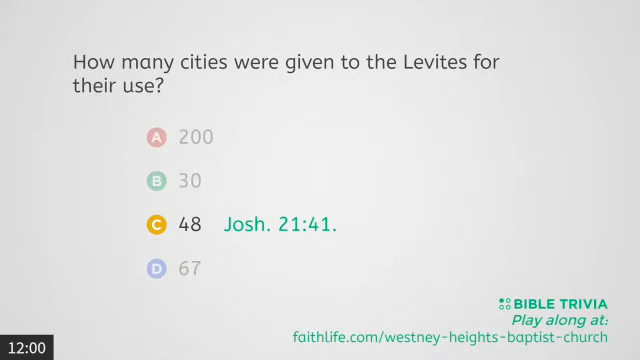 How many cities were given to the Levites for
their use?
A 200
B 30
C 48 Josh. 21:41.
D 67
BIBLE TRIVIA
Play along at:
faithlife.com/westney-heights-baptist-church
12:00